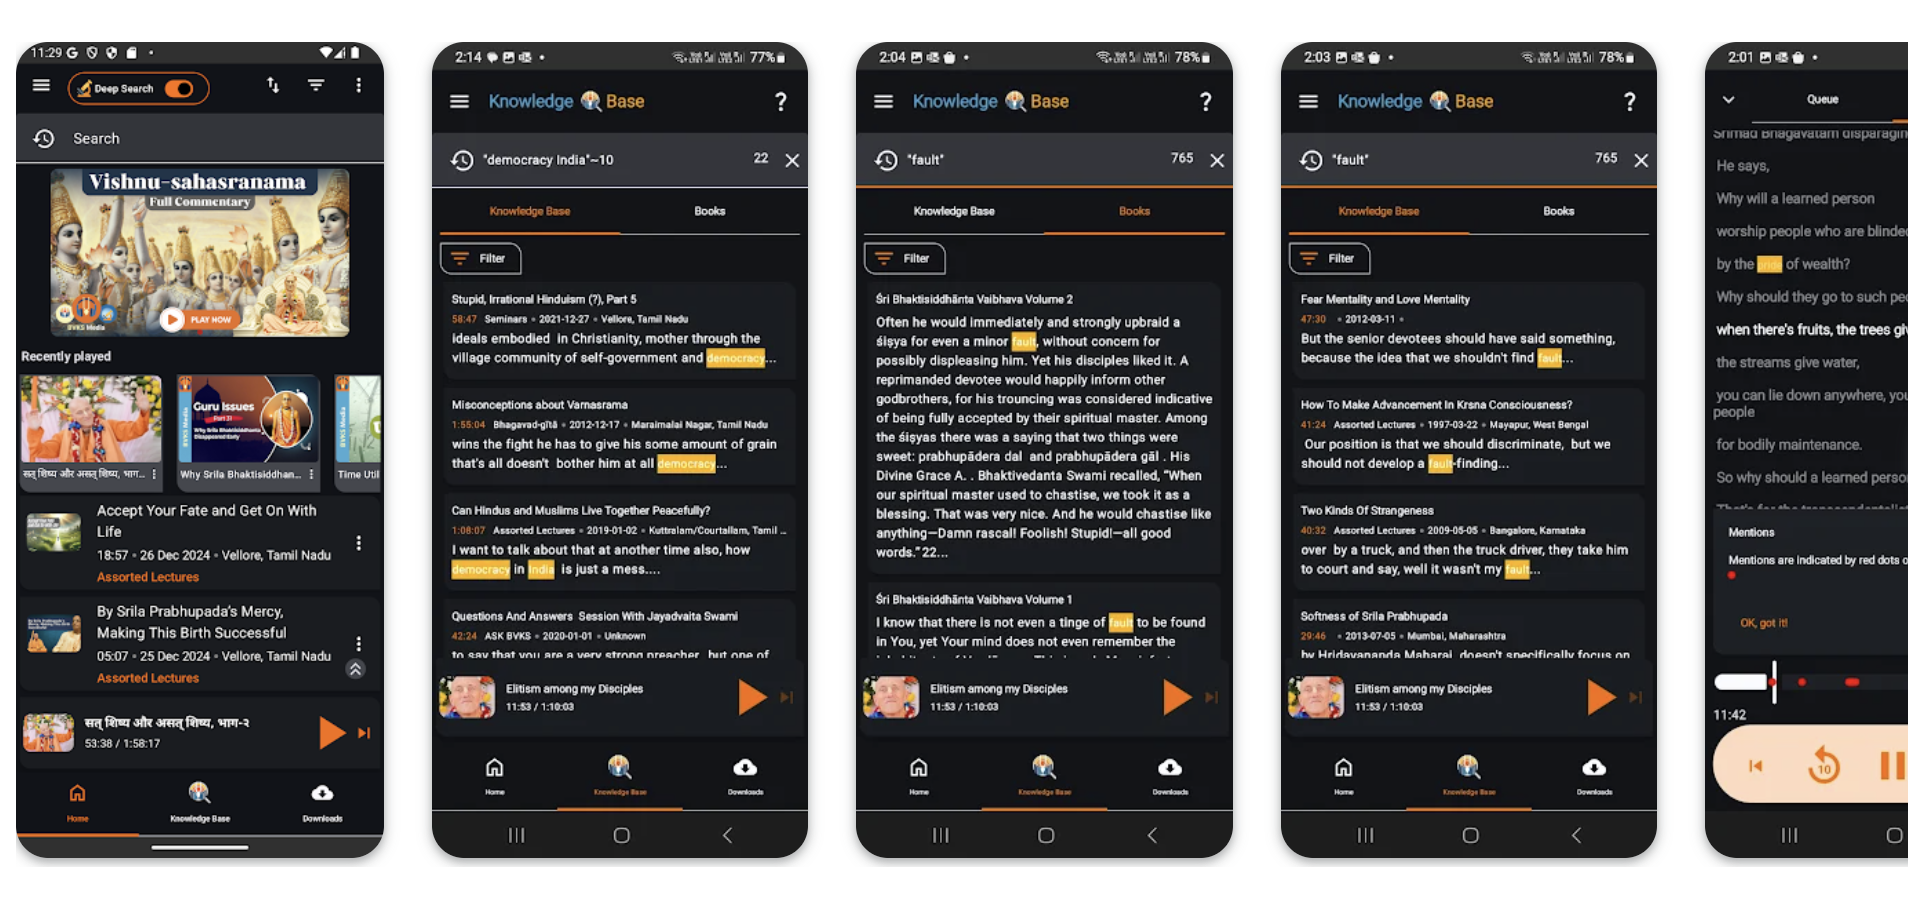 11:29
Deep Search
Search
Vishnu-sahasranama
Full Commentary
BVKS Media
PLAY NOW
Recently played
Guru Issues
सत् शिष्य और असत् शिष्य, भाग...
Why Srila Bhaktisiddhan...
Time Util
Accept Your Fate and Get On With
Life
18:57 • 26 Dec 2024 • Vellore, Tamil Nadu
Assorted Lectures
By Srila Prabhupada's Mercy,
Making This Birth Successful
05:07 • 25 Dec 2024 • Vellore, Tamil Nadu
Assorted Lectures
सत् शिष्य और असत् शिष्य, भाग-२
53:38 / 1:58:17
Home
Knowledge Base
Downloads
2:14
77%
Knowledge Base
?
"democracy India"~10
22
Knowledge Base
Books
Filter
Stupid, Irrational Hinduism (?), Part 5
58:47 Seminars • 2021-12-27 • Vellore, Tamil Nadu
ideals embodied in Christianity, mother through the
village community of self-government and democracy...
Misconceptions about Varnasrama
1:55:04 Bhagavad-gītā • 2012-12-17 • Maraimalai Nagar, Tamil Nadu
wins the fight he has to give his some amount of grain
that's all doesn't bother him at all democracy...
Can Hindus and Muslims Live Together Peacefully?
1:08:07 Assorted Lectures • 2019-01-02 • Kuttralam/Courtallam, Tamil ...
I want to talk about that at another time also, how
democracy in India is just a mess....
Questions And Answers Session With Jayadvaita Swami
42:24 ASK BVKS • 2020-01-01 • Unknown
to say that you are a very strong preacher, but one of
Elitism among my Disciples
11:53 / 1:10:03
Home
Knowledge Base
Downloads
2:04
78%
Knowledge Base
?
"fault"
765
Knowledge Base
Books
Filter
Śri Bhaktisiddhānta Vaibhava Volume 2
Often he would immediately and strongly upbraid a
śiṣya for even a minor fault, without concern for
possibly displeasing him. Yet his disciples liked it. A
reprimanded devotee would happily inform other
godbrothers, for his trouncing was considered indicative
of being fully accepted by their spiritual master. Among
the śiṣyas there was a saying that two things were
sweet: prabhupādera dal and prabhupādera gāl . His
Divine Grace A. . Bhaktivedanta Swami recalled, "When
our spiritual master used to chastise, we took it as a
blessing. That was very nice. And he would chastise like
anything—Damn rascal! Foolish! Stupid!—all good
words."22...
Śri Bhaktisiddhānta Vaibhava Volume 1
I know that there is not even a tinge of fault to be found
in You, yet Your mind does not even remember the
Elitism among my Disciples
11:53 / 1:10:03
Home
Knowledge Base
Downloads
2:03
78%
Knowledge Base
?
"fault"
765
Knowledge Base
Books
Filter
Fear Mentality and Love Mentality
47:30 • 2012-03-11 •
But the senior devotees should have said something,
because the idea that we shouldn't find fault...
How To Make Advancement In Krsna Consciousness?
41:24 Assorted Lectures • 1997-03-22 • Mayapur, West Bengal
Our position is that we should discriminate, but we
should not develop a fault-finding...
Two Kinds Of Strangeness
40:32 Assorted Lectures • 2009-05-05 • Bangalore, Karnataka
over by a truck, and then the truck driver, they take him
to court and say, well it wasn't my fault...
Softness of Srila Prabhupada
29:46 • 2013-07-05 • Mumbai, Maharashtra
by Hridayananda Maharaj, doesn't specifically focus on
Elitism among my Disciples
11:53 / 1:10:03
Home
Knowledge Base
Downloads
2:01
Queue
Srimad Bhagavatam disparagin
He says,
Why will a learned person
worship people who are blinde
by the pride of wealth?
Why should they go to such pe
when there's fruits, the trees gi
the streams give water,
you can lie down anywhere, you
people
for bodily maintenance.
So why should a learned perso
Mentions
Mentions are indicated by red dots o
OK, got it!
11:42
10